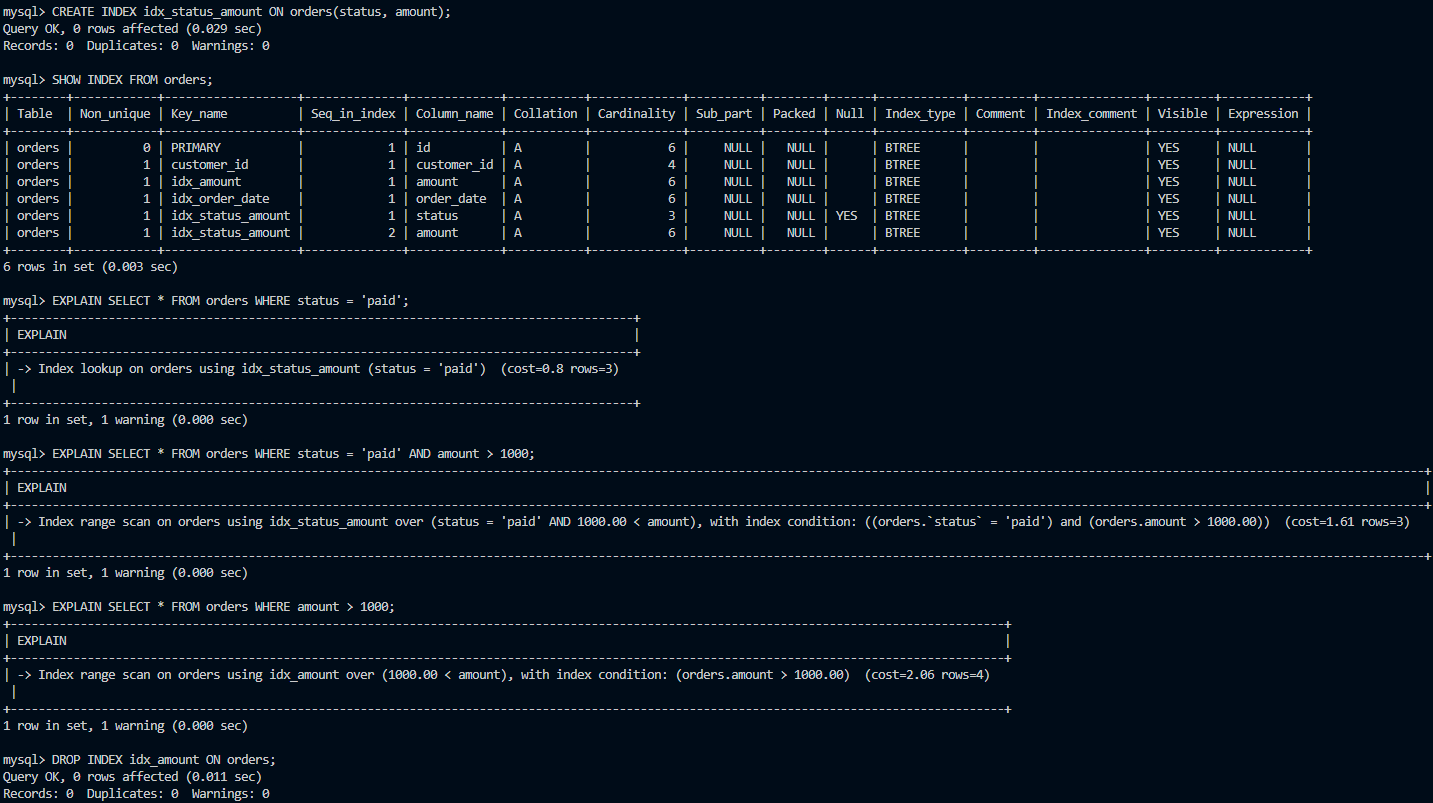 mysql> CREATE INDEX idx_status_amount ON orders(status, amount);
Query OK, 0 rows affected (0.029 sec)
Records: 0  Duplicates: 0  Warnings: 0

mysql> SHOW INDEX FROM orders;
+--------+------------+-------------------+--------------+-------------+-----------+-------------+----------+--------+------+------------+---------+---------------+---------+------------+
| Table  | Non_unique | Key_name          | Seq_in_index | Column_name | Collation | Cardinality | Sub_part | Packed | Null | Index_type | Comment | Index_comment | Visible | Expression |
+--------+------------+-------------------+--------------+-------------+-----------+-------------+----------+--------+------+------------+---------+---------------+---------+------------+
| orders |          0 | PRIMARY           |            1 | id          | A         |           6 |     NULL |   NULL |      | BTREE      |         |               | YES     | NULL       |
| orders |          1 | customer_id       |            1 | customer_id | A         |           4 |     NULL |   NULL |      | BTREE      |         |               | YES     | NULL       |
| orders |          1 | idx_amount        |            1 | amount      | A         |           6 |     NULL |   NULL |      | BTREE      |         |               | YES     | NULL       |
| orders |          1 | idx_order_date    |            1 | order_date  | A         |           6 |     NULL |   NULL |      | BTREE      |         |               | YES     | NULL       |
| orders |          1 | idx_status_amount |            1 | status      | A         |           3 |     NULL |   NULL | YES  | BTREE      |         |               | YES     | NULL       |
| orders |          1 | idx_status_amount |            2 | amount      | A         |           6 |     NULL |   NULL |      | BTREE      |         |               | YES     | NULL       |
+--------+------------+-------------------+--------------+-------------+-----------+-------------+----------+--------+------+------------+---------+---------------+---------+------------+
6 rows in set (0.003 sec)

mysql> EXPLAIN SELECT * FROM orders WHERE status = 'paid';
+-----------------------------------------------------------------------------------------+
| EXPLAIN                                                                                 |
+-----------------------------------------------------------------------------------------+
| -> Index lookup on orders using idx_status_amount (status = 'paid')  (cost=0.8 rows=3)
 |
+-----------------------------------------------------------------------------------------+
1 row in set, 1 warning (0.000 sec)

mysql> EXPLAIN SELECT * FROM orders WHERE status = 'paid' AND amount > 1000;
+----------------------------------------------------------------------------------------------------------------------------------------------------------------------------------------------------------+
| EXPLAIN                                                                                                                                                                                                  |
+----------------------------------------------------------------------------------------------------------------------------------------------------------------------------------------------------------+
| -> Index range scan on orders using idx_status_amount over (status = 'paid' AND 1000.00 < amount), with index condition: ((orders.`status` = 'paid') and (orders.amount > 1000.00))  (cost=1.61 rows=3)
 |
+----------------------------------------------------------------------------------------------------------------------------------------------------------------------------------------------------------+
1 row in set, 1 warning (0.000 sec)

mysql> EXPLAIN SELECT * FROM orders WHERE amount > 1000;
+----------------------------------------------------------------------------------------------------------------------------------------------+
| EXPLAIN                                                                                                                                      |
+----------------------------------------------------------------------------------------------------------------------------------------------+
| -> Index range scan on orders using idx_amount over (1000.00 < amount), with index condition: (orders.amount > 1000.00)  (cost=2.06 rows=4)
 |
+----------------------------------------------------------------------------------------------------------------------------------------------+
1 row in set, 1 warning (0.000 sec)

mysql> DROP INDEX idx_amount ON orders;
Query OK, 0 rows affected (0.011 sec)
Records: 0  Duplicates: 0  Warnings: 0